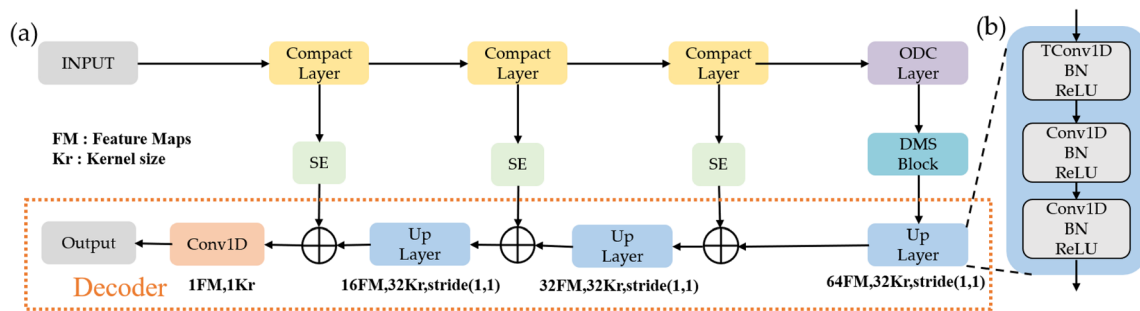 (a)
INPUT
Compact
Layer
Compact
Layer
Compact
Layer
ODC
Layer
FM : Feature Maps
Kr : Kernel size
SE
SE
SE
DMS
Block
Output
Conv1D
Up
Layer
Up
Layer
Up
Layer
Decoder
1FM,1Kr
16FM,32Kr,stride(1,1)
32FM,32Kr,stride(1,1)
64FM,32Kr,stride(1,1)
(b)
TConv1D
BN
ReLU
Conv1D
BN
ReLU
Conv1D
BN
ReLU